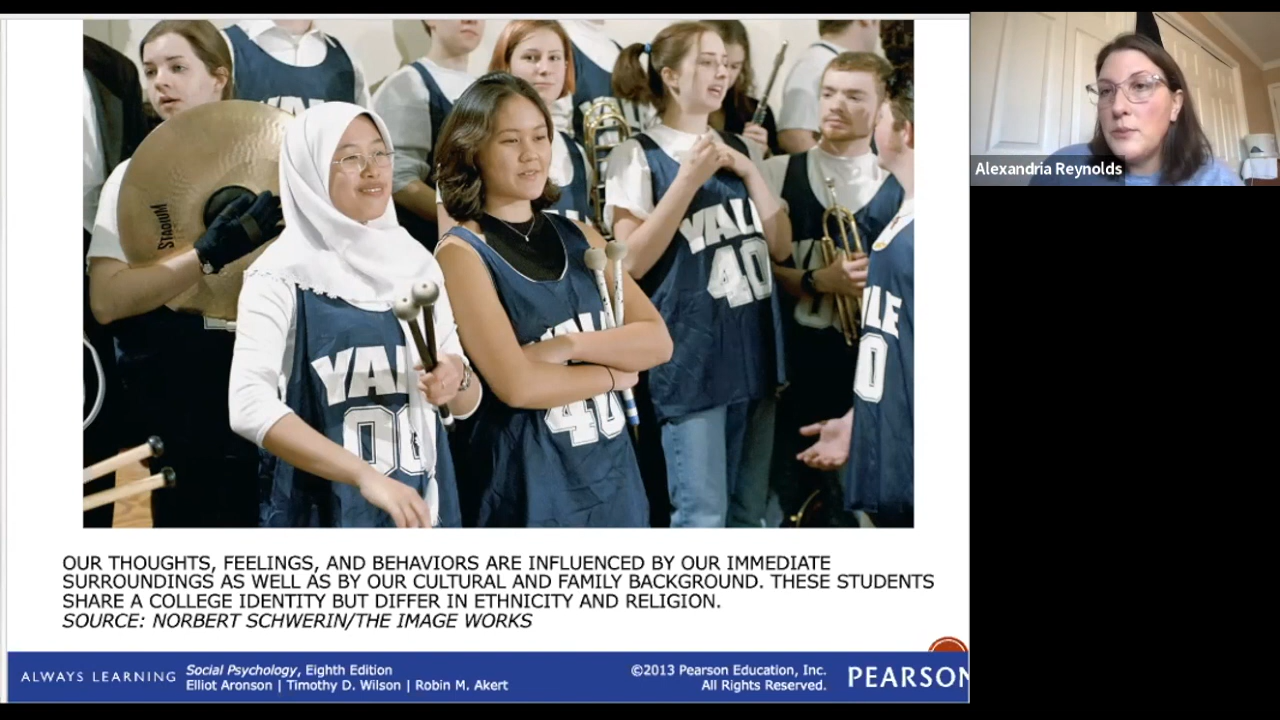 STADIUM
YALE
YAL
00
YAL
40
YALE
40
YALE
0
OUR THOUGHTS, FEELINGS, AND BEHAVIORS ARE INFLUENCED BY OUR IMMEDIATE
SURROUNDINGS AS WELL AS BY OUR CULTURAL AND FAMILY BACKGROUND. THESE STUDENTS
SHARE A COLLEGE IDENTITY BUT DIFFER IN ETHNICITY AND RELIGION.
SOURCE: NORBERT SCHWERIN/THE IMAGE WORKS
ALWAYS LEARNING
Social Psychology, Eighth Edition
Elliot Aronson | Timothy D. Wilson | Robin M. Akert
©2013 Pearson Education, Inc.
All Rights Reserved.
PEARSON
Alexandria Reynolds